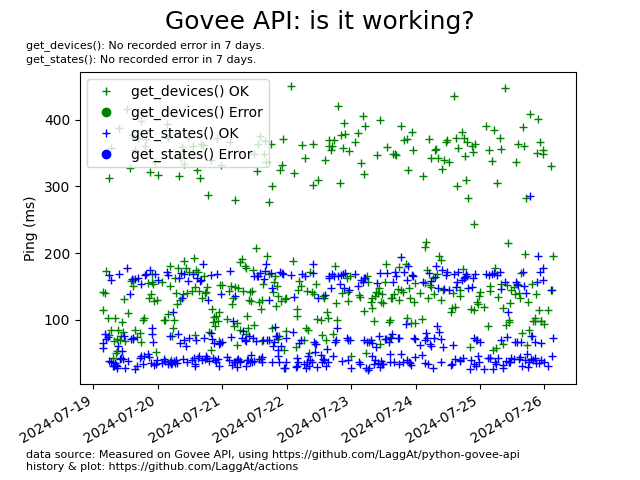 Govee API: is it working?
get_devices(): No recorded error in 7 days.
get_states(): No recorded error in 7 days.
get_devices() OK
get_devices() Error
get_states() OK
get_states() Error
Ping (ms)
400
300
200
100
2024-07-19
2024-07-20
2024-07-21
2024-07-22
2024-07-23
2024-07-24
2024-07-25
2024-07-26
data source: Measured on Govee API, using https://github.com/LaggAt/python-govee-api
history & plot: https://github.com/LaggAt/actions